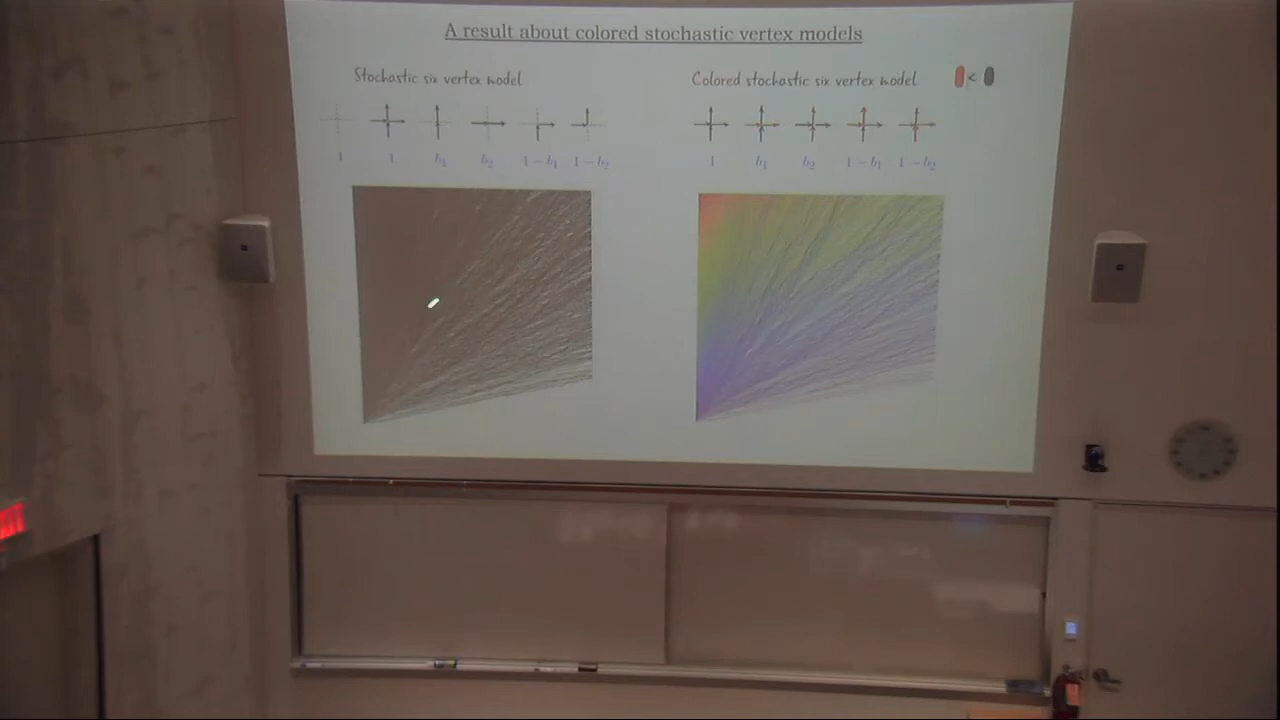 A result about colored stochastic vertex models
Stochastic six vertex model
1 1 b₁ b₂ 1 − b₁ 1 − b₂
Colored stochastic six vertex model <
1 b₁ b₂ 1 − b₁ 1 − b₂